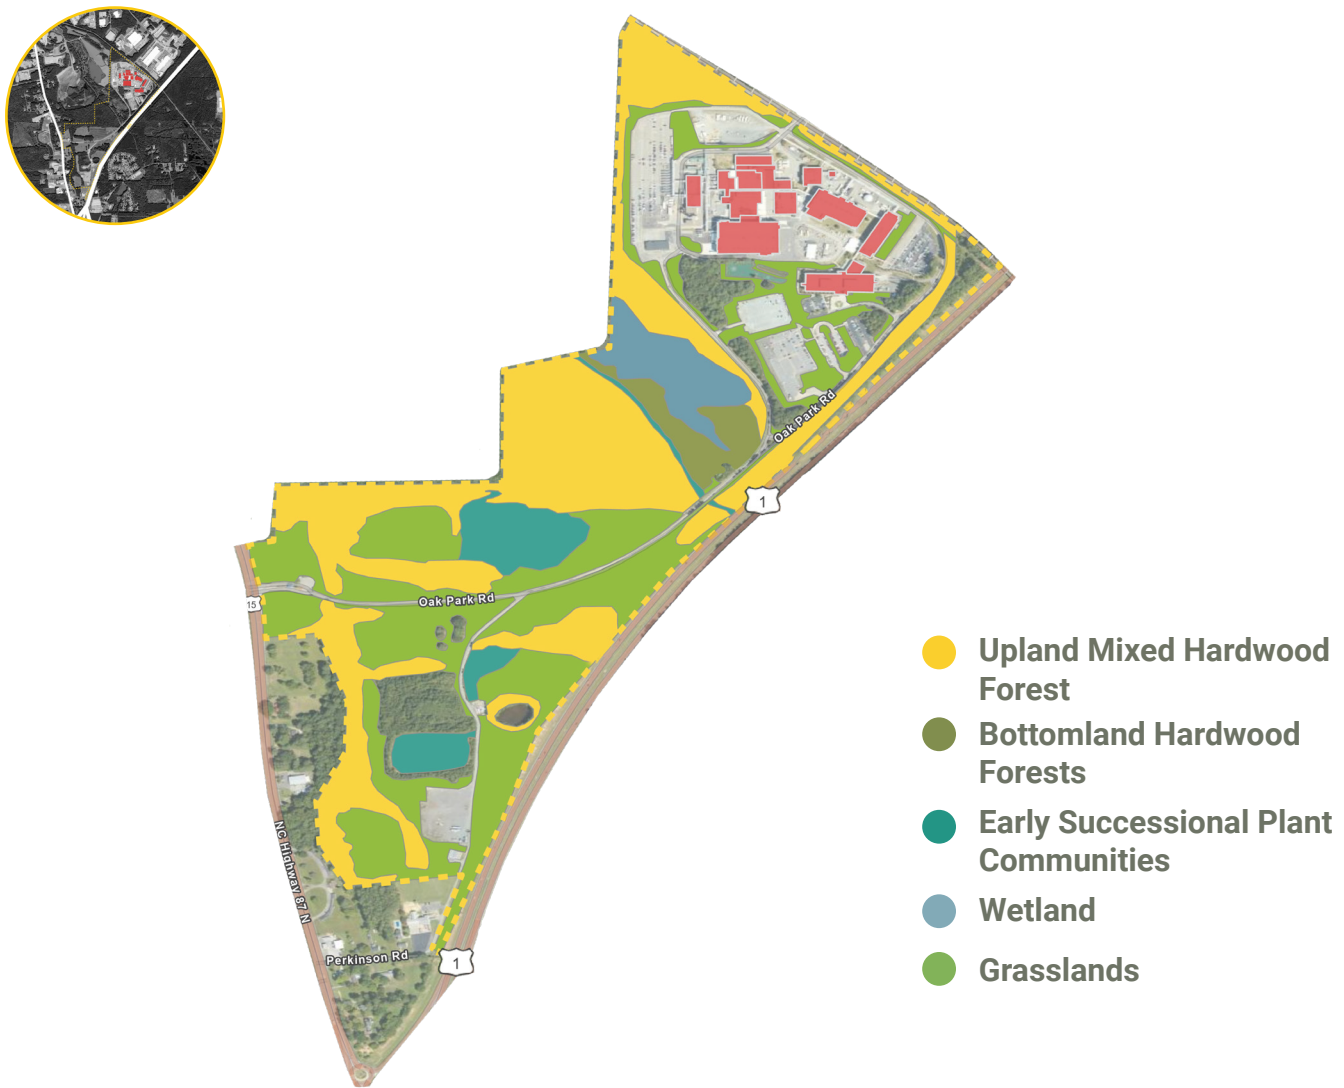 Oak Park Rd
1
15
Oak Park Rd
NC Highway 87 N
Perkinson Rd
1
Upland Mixed Hardwood
Forest
Bottomland Hardwood
Forests
Early Successional Plant
Communities
Wetland
Grasslands